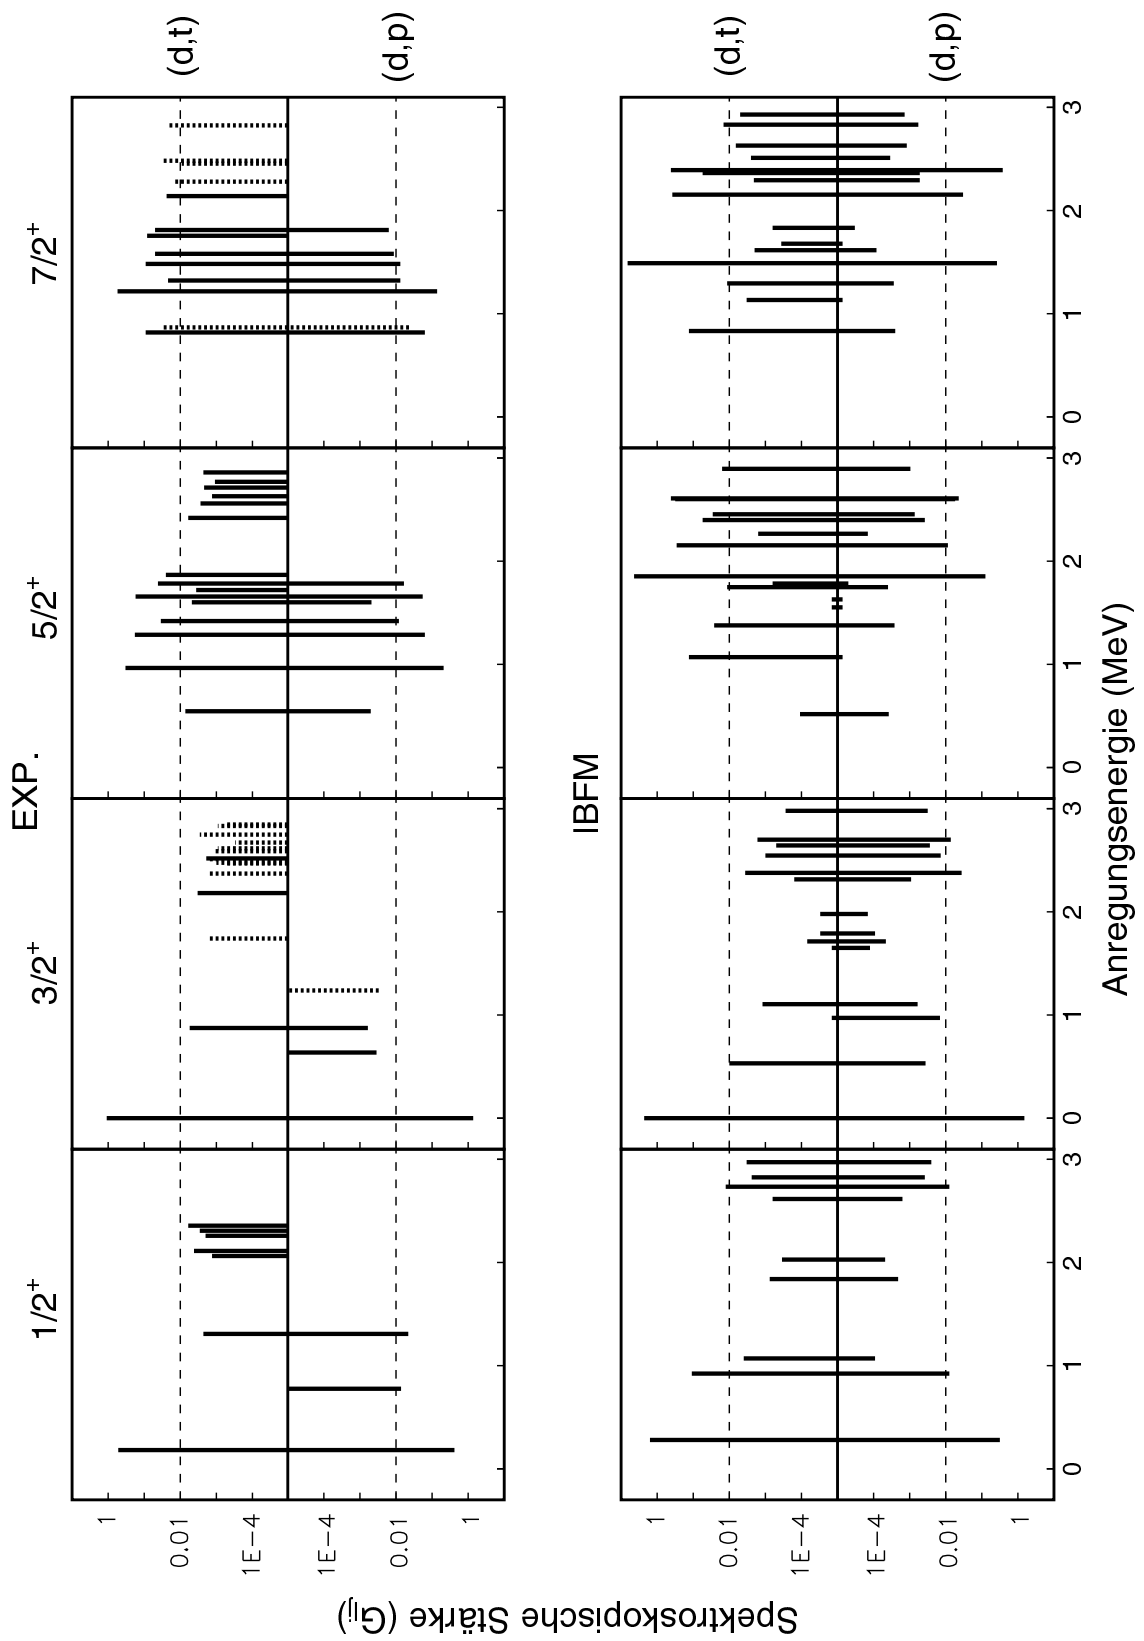 EXP.
1/2+ 3/2+ 5/2+ 7/2+
1
0.01
1E-4
1E-4
0.01
1
(d,t)
(d,p)
Spektroskopische Stärke (Gij)
IBFM
1
0.01
1E-4
1E-4
0.01
1
(d,t)
(d,p)
0 1 2 3 0 1 2 3 0 1 2 3 0 1 2 3
Anregungsenergie (MeV)